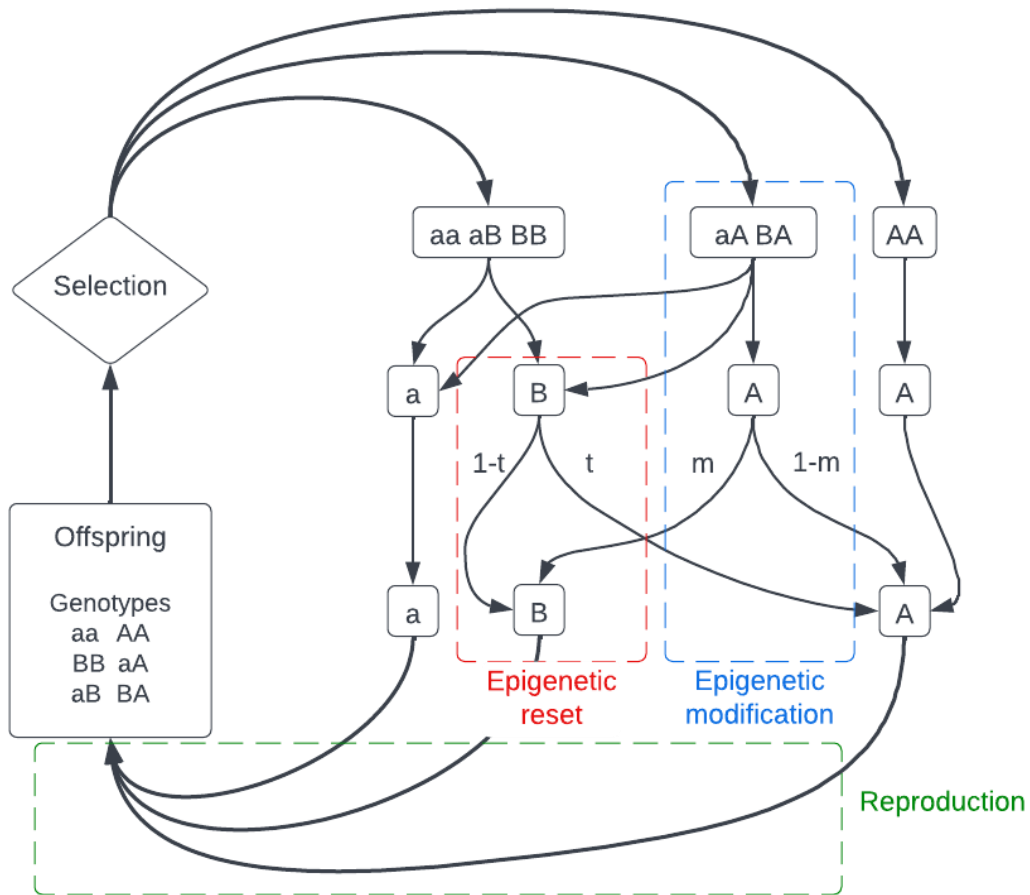 aa aB BB
aA BA
AA
Selection
a
B
A
A
1-t
t
m
1-m
Offspring
Genotypes
aa AA
BB aA
aB BA
a
B
A
Epigenetic
reset
Epigenetic
modification
Reproduction